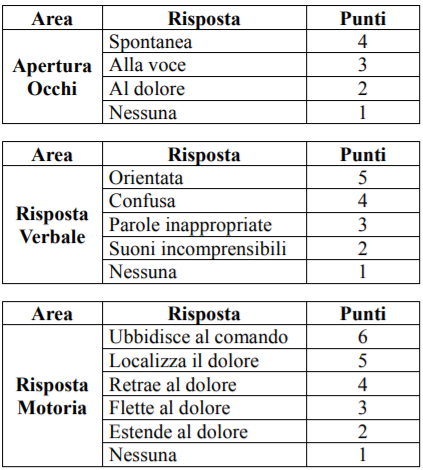 Area Risposta Punti
Spontanea 4
Apertura Occhi Alla voce 3
Al dolore 2
Nessuna 1
Area Risposta Punti
Orientata 5
Confusa 4
Risposta Verbale Parole inappropriate 3
Suoni incomprensibili 2
Nessuna 1
Area Risposta Punti
Ubbidisce al comando 6
Localizza il dolore 5
Risposta Motoria Retrae al dolore 4
Flette al dolore 3
Estende al dolore 2
Nessuna 1